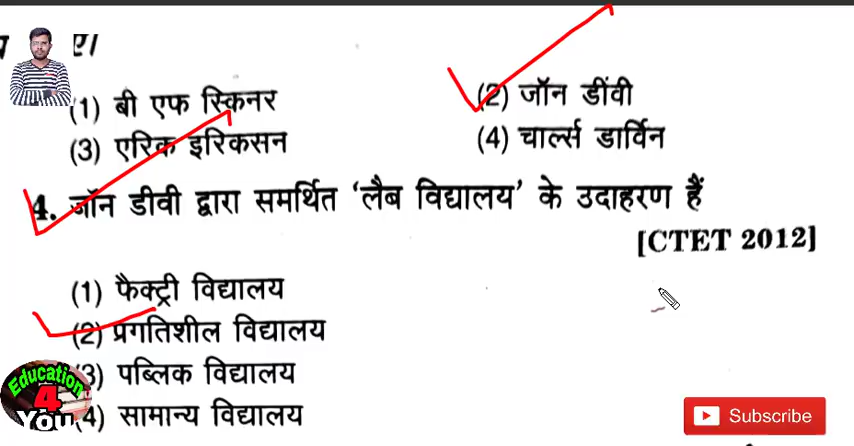 (1) बी एफ स्किनर
(2) जॉन डींवी
(3) एरिक इरिकसन
(4) चार्ल्स डार्विन
4. जॉन डीवी द्वारा समर्थित ‘लैब विद्यालय’ के उदाहरण हैं
[CTET 2012]
(1) फैक्ट्री विद्यालय
(2) प्रगतिशील विद्यालय
(3) पब्लिक विद्यालय
(4) सामान्य विद्यालय
Education
4
You
Subscribe